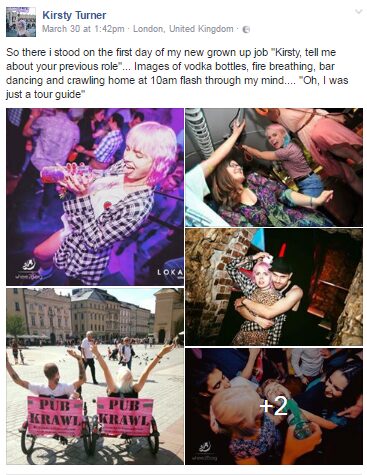 Kirsty Turner
March 30 at 1:42pm · London, United Kingdom ·
So there i stood on the first day of my new grown up job "Kirsty, tell me
about your previous role"... Images of vodka bottles, fire breathing, bar
dancing and crawling home at 10am flash through my mind.... "Oh, I was
just a tour guide"
LOKA
PUB
KRAWL
PUB
KRAWL
+2